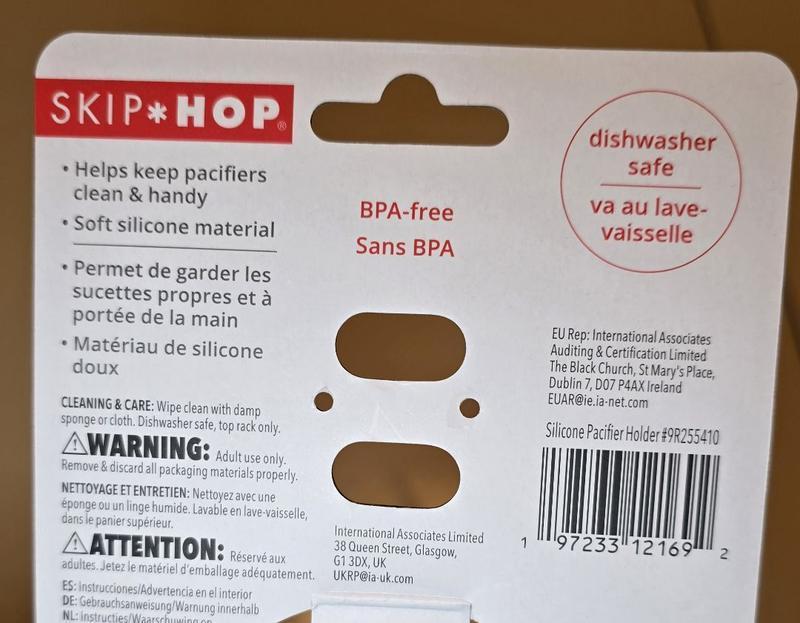 SKIP*HOP®
• Helps keep pacifiers
clean & handy
• Soft silicone material
• Permet de garder les
sucettes propres et à
portée de la main
• Matériau de silicone
doux
CLEANING & CARE: Wipe clean with damp
sponge or cloth. Dishwasher safe, top rack only.
WARNING: Adult use only.
Remove & discard all packaging materials properly.
NETTOYAGE ET ENTRETIEN: Nettoyez avec une
éponge ou un linge humide. Lavable en lave-vaisselle,
dans le panier supérieur.
ATTENTION: Réservé aux
adultes. Jetez le matériel d'emballage adéquatement.
ES: instrucciones/Advertencia en el interior
DE: Gebrauchsanweisung/Warnung innerhalb
NL: instructies/Waarschuwing en
BPA-free
Sans BPA
International Associates Limited
38 Queen Street, Glasgow,
G1 3DX, UK
UKRP@ia-uk.com
dishwasher
safe
va au lave-
vaisselle
EU Rep: International Associates
Auditing & Certification Limited
The Black Church, St Mary's Place,
Dublin 7, D07 P4AX Ireland
EUAR@ie.ia-net.com
Silicone Pacifier Holder #9R255410
1 97233 12169 2